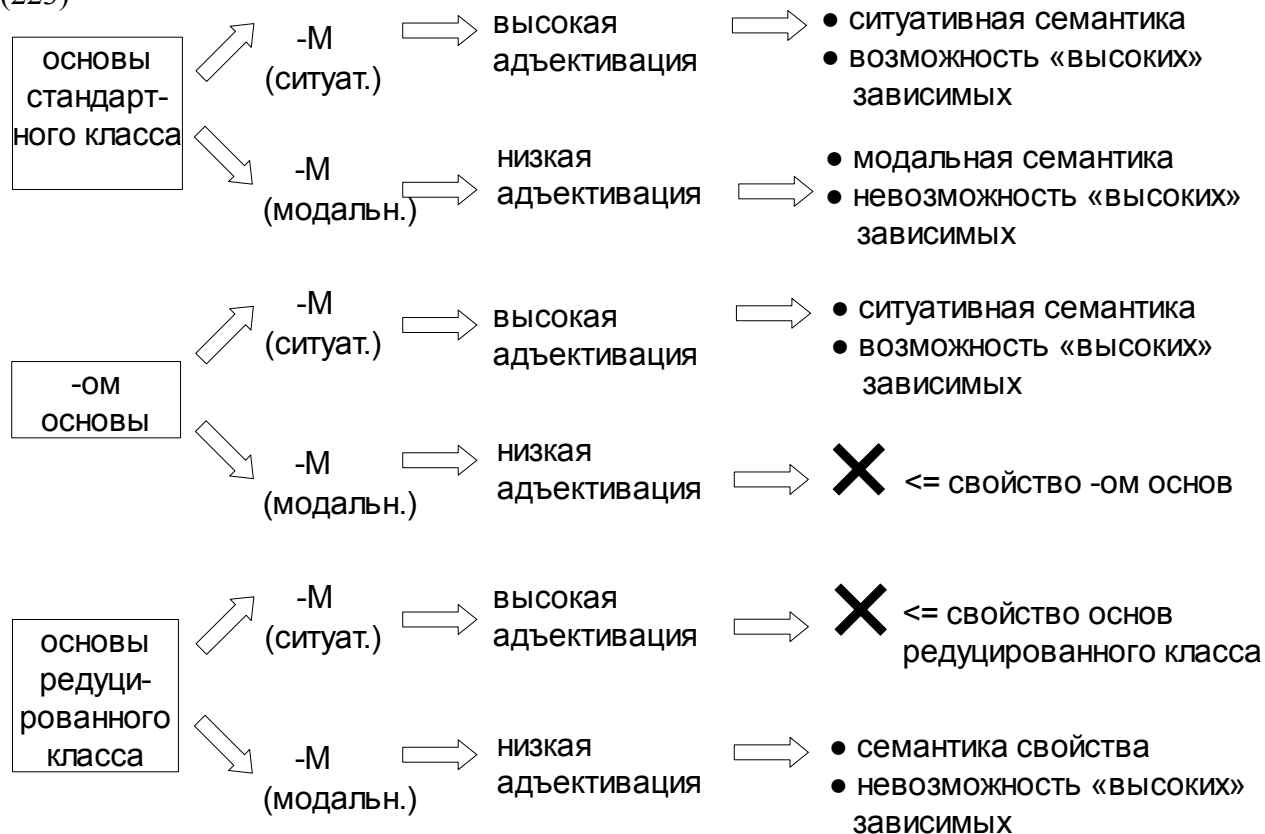 (223)
основы
стандарт-
ного класса
-М
(ситуат.)
высокая
адъективация
● ситуативная семантика
● возможность «высоких»
зависимых
-М
(модальн.)
низкая
адъективация
● модальная семантика
● невозможность «высоких»
зависимых
-ом
основы
-М
(ситуат.)
высокая
адъективация
● ситуативная семантика
● возможность «высоких»
зависимых
-М
(модальн.)
низкая
адъективация
<= свойство -ом основ
основы
редуци-
рованного
класса
-М
(ситуат.)
высокая
адъективация
<= свойство основ
редуцированного класса
-М
(модальн.)
низкая
адъективация
● семантика свойства
● невозможность «высоких»
зависимых